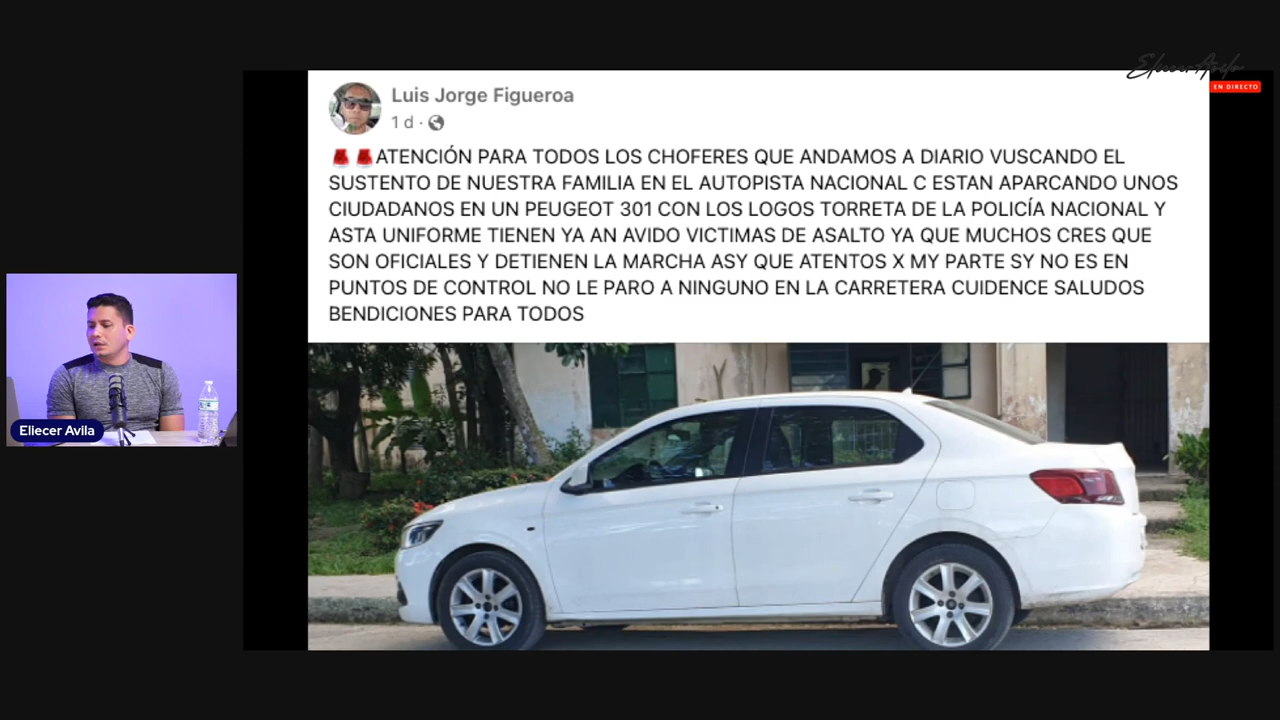 Eliecer Avila
EN DIRECTO
Luis Jorge Figueroa
1 d ·
ATENCIÓN PARA TODOS LOS CHOFERES QUE ANDAMOS A DIARIO VUSCANDO EL
SUSTENTO DE NUESTRA FAMILIA EN EL AUTOPISTA NACIONAL C ESTAN APARCANDO UNOS
CIUDADANOS EN UN PEUGEOT 301 CON LOS LOGOS TORRETA DE LA POLICÍA NACIONAL Y
ASTA UNIFORME TIENEN YA AN AVIDO VICTIMAS DE ASALTO YA QUE MUCHOS CRES QUE
SON OFICIALES Y DETIENEN LA MARCHA ASY QUE ATENTOS X MY PARTE SY NO ES EN
PUNTOS DE CONTROL NO LE PARO A NINGUNO EN LA CARRETERA CUIDENCE SALUDOS
BENDICIONES PARA TODOS
Eliecer Avila